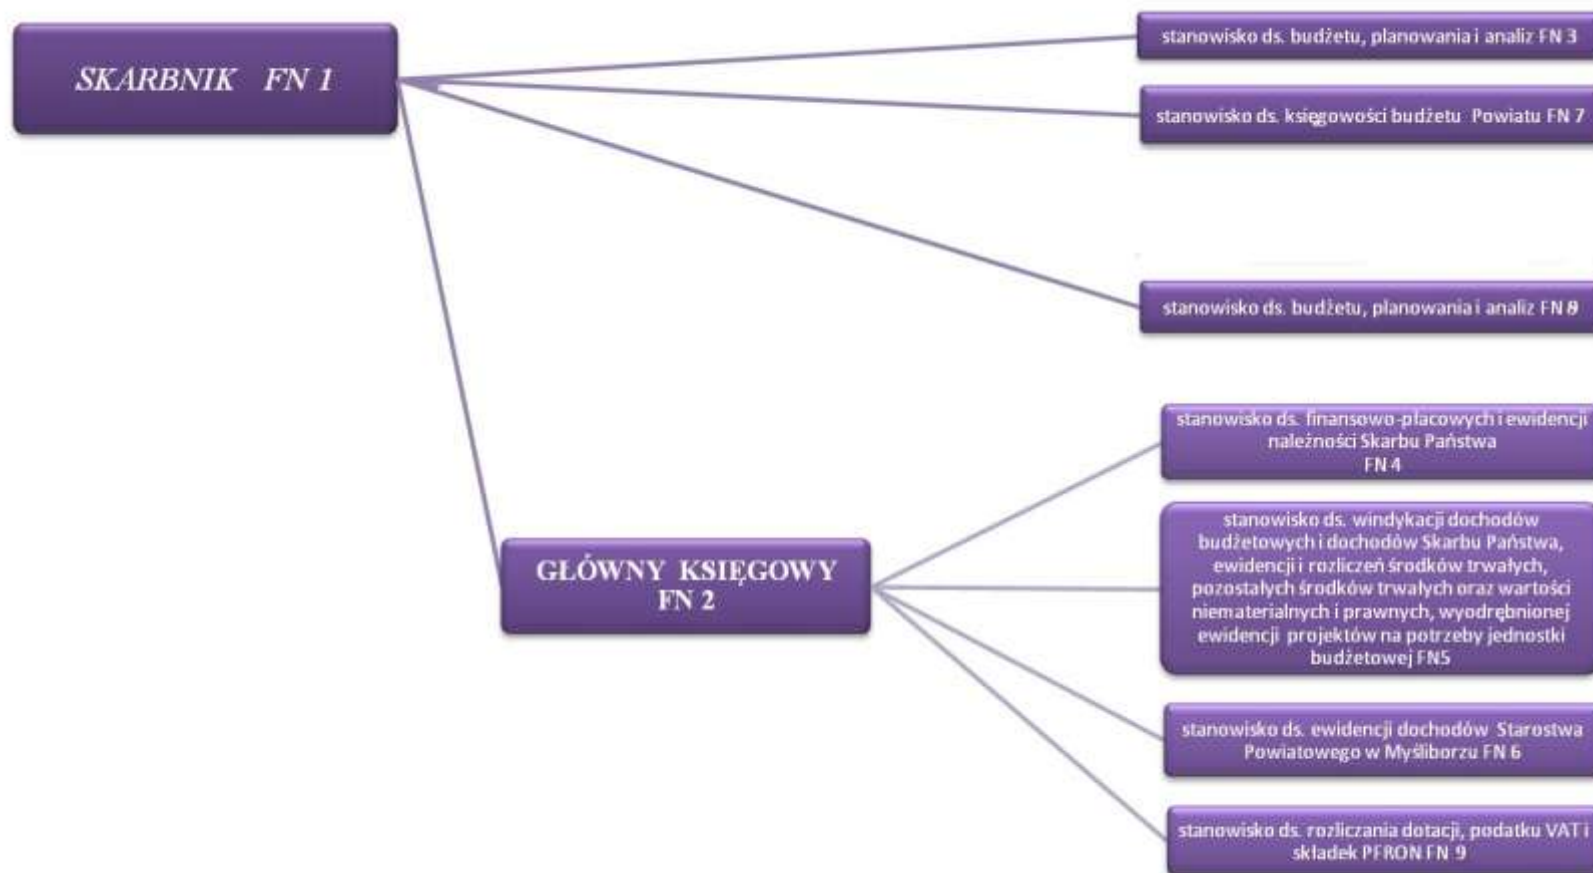 SKARBNIK FN 1
stanowisko ds. budżetu, planowania i analiz FN 3
stanowisko ds. księgowości budżetu Powiatu FN 7
stanowisko ds. budżetu, planowania i analiz FN 8
GŁÓWNY KSIĘGOWY
FN 2
stanowisko ds. finansowo-płacowych i ewidencji
należności Skarbu Państwa
FN 4
stanowisko ds. windykacji dochodów
budżetowych i dochodów Skarbu Państwa,
ewidencji i rozliczeń środków trwałych,
pozostałych środków trwałych oraz wartości
niematerialnych i prawnych, wyodrębnionej
ewidencji projektów na potrzeby jednostki
budżetowej FN5
stanowisko ds. ewidencji dochodów Starostwa
Powiatowego w Myśliborzu FN 6
stanowisko ds. rozliczania dotacji, podatku VAT i
składek PFRON FN 9